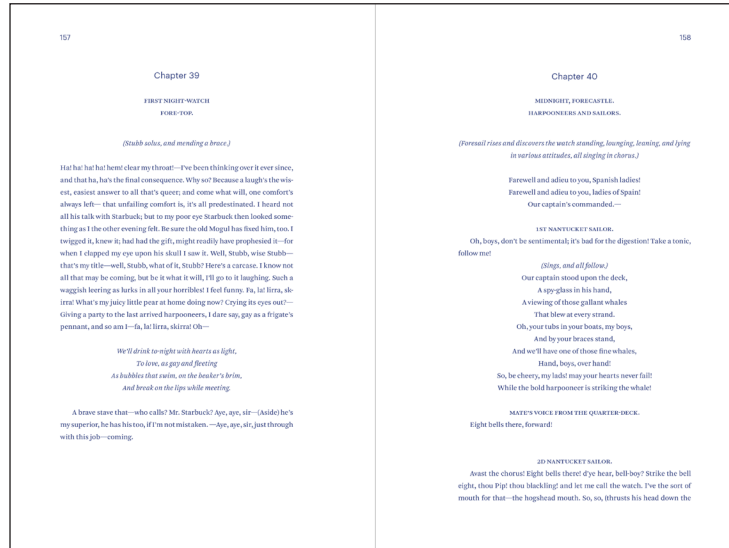 157
Chapter 39
FIRST NIGHT-WATCH
FORE-TOP.
(Stubb solus, and mending a brace.)
Ha! ha! ha! ha! hem! clear my throat!—I've been thinking over it ever since,
and that ha, ha's the final consequence. Why so? Because a laugh's the wis-
est, easiest answer to all that's queer; and come what will, one comfort's
always left— that unfailing comfort is, it's all predestinated. I heard not
all his talk with Starbuck; but to my poor eye Starbuck then looked some-
thing as I the other evening felt. Be sure the old Mogul has fixed him, too. I
twigged it, knew it; had had the gift, might readily have prophesied it—for
when I clapped my eye upon his skull I saw it. Well, Stubb, wise Stubb—
that's my title—well, Stubb, what of it, Stubb? Here's a carcase. I know not
all that may be coming, but be it what will, I'll go to it laughing. Such a
waggish leering as lurks in all your horribles! I feel funny. Fa, la! lirra, sk-
irra! What's my juicy little pear at home doing now? Crying its eyes out?—
Giving a party to the last arrived harpooneers, I dare say, gay as a frigate's
pennant, and so am I—fa, la! lirra, skirra! Oh—
We'll drink to-night with hearts as light,
To love, as gay and fleeting
As bubbles that swim, on the beaker's brim,
And break on the lips while meeting.
A brave stave that—who calls? Mr. Starbuck? Aye, aye, sir—(Aside) he's
my superior, he has his too, if I'm not mistaken. —Aye, aye, sir, just through
with this job—coming.
158
Chapter 40
MIDNIGHT, FORECASTLE.
HARPOONEERS AND SAILORS.
(Foresail rises and discovers the watch standing, lounging, leaning, and lying
in various attitudes, all singing in chorus.)
Farewell and adieu to you, Spanish ladies!
Farewell and adieu to you, ladies of Spain!
Our captain's commanded.—
1ST NANTUCKET SAILOR.
Oh, boys, don't be sentimental; it's bad for the digestion! Take a tonic,
follow me!
(Sings, and all follow.)
Our captain stood upon the deck,
A spy-glass in his hand,
A viewing of those gallant whales
That blew at every strand.
Oh, your tubs in your boats, my boys,
And by your braces stand,
And we'll have one of those fine whales,
Hand, boys, over hand!
So, be cheery, my lads! may your hearts never fail!
While the bold harpooneer is striking the whale!
MATE'S VOICE FROM THE QUARTER-DECK.
Eight bells there, forward!
2D NANTUCKET SAILOR.
Avast the chorus! Eight bells there! d'ye hear, bell-boy? Strike the bell
eight, thou Pip! thou blackling! and let me call the watch. I've the sort of
mouth for that—the hogshead mouth. So, so, (thrusts his head down the